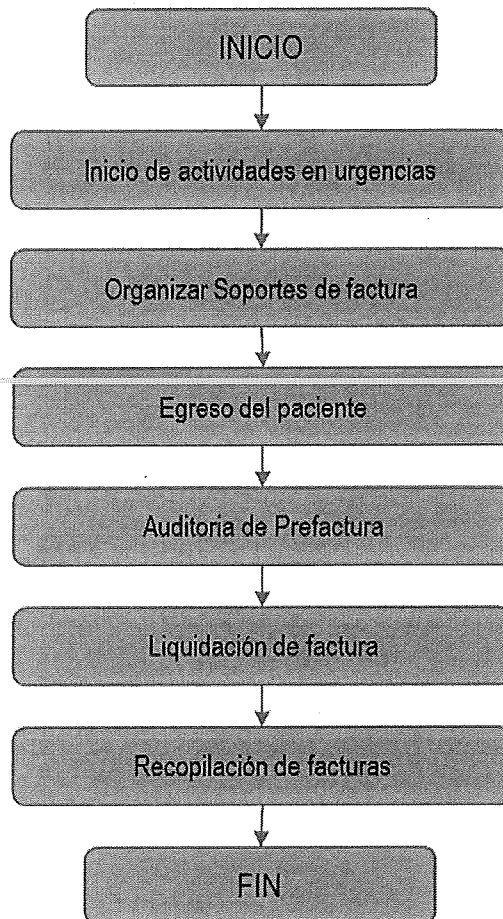 INICIO
Inicio de actividades en urgencias
Organizar Soportes de factura
Egreso del paciente
Auditoria de Prefactura
Liquidación de factura
Recopilación de facturas
FIN